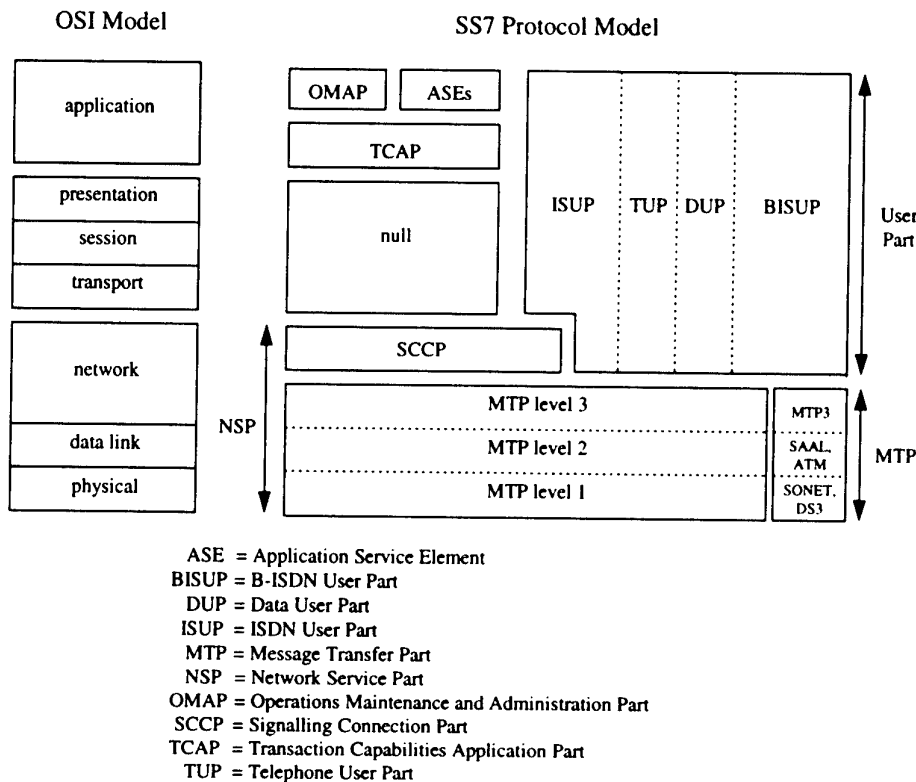 OSI Model
SS7 Protocol Model
application
presentation
session
transport
network
data link
physical
OMAP
ASEs
TCAP
null
SCCP
NSP
ISUP
TUP
DUP
BISUP
User
Part
MTP level 3
MTP level 2
MTP level 1
MTP3
SAAL,
ATM
SONET,
DS3
MTP
ASE = Application Service Element
BISUP = B-ISDN User Part
DUP = Data User Part
ISUP = ISDN User Part
MTP = Message Transfer Part
NSP = Network Service Part
OMAP = Operations Maintenance and Administration Part
SCCP = Signalling Connection Part
TCAP = Transaction Capabilities Application Part
TUP = Telephone User Part